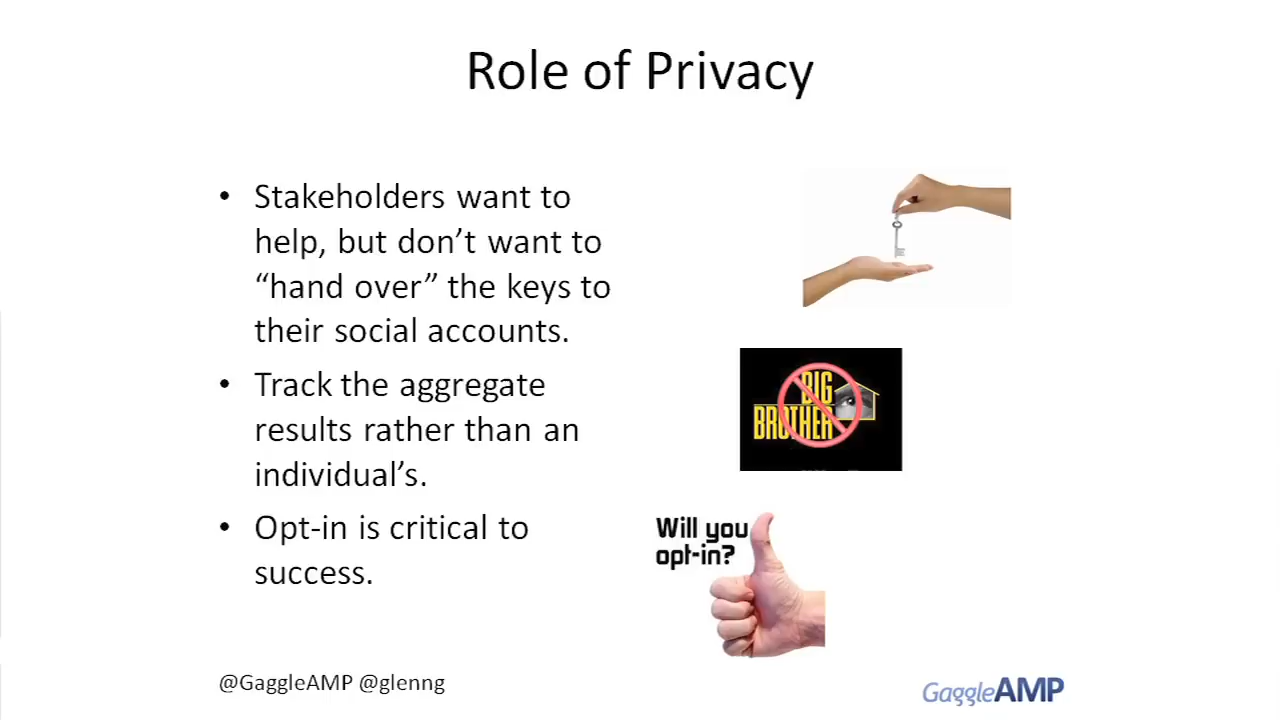 Role of Privacy
• Stakeholders want to
help, but don’t want to
“hand over” the keys to
their social accounts.
• Track the aggregate
results rather than an
individual’s.
• Opt-in is critical to
success.
BIG
BROTHER
Will you
opt-in?
@GaggleAMP @glenng
GaggleAMP